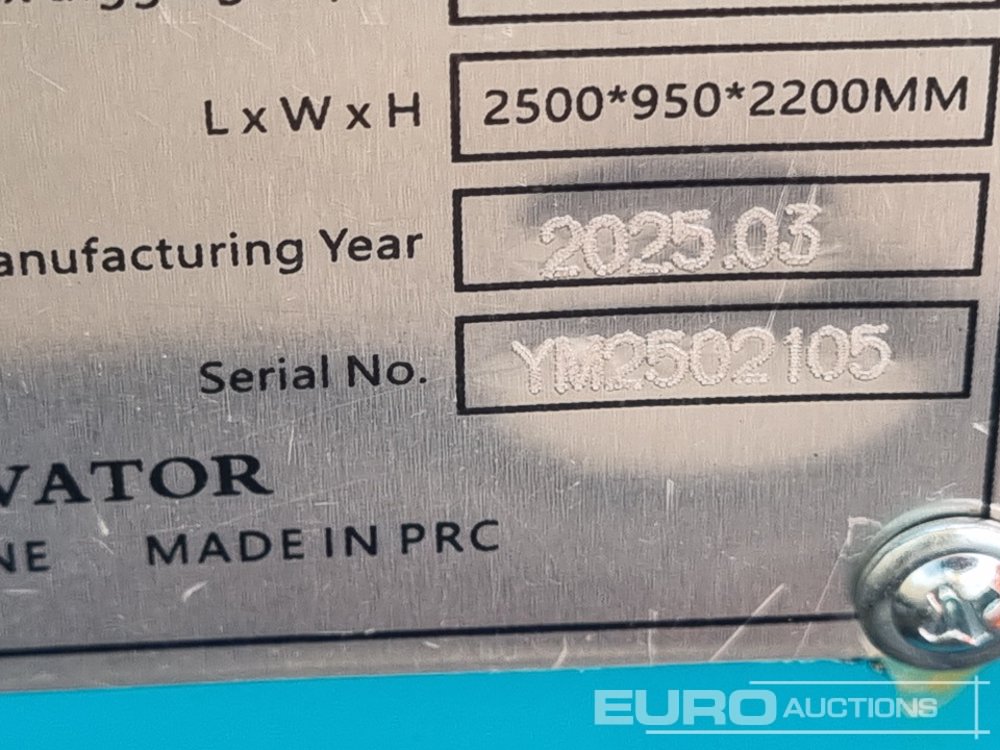 L x W x H 2500*950*2200MM
anufacturing Year 2025.03
Serial No. YM2502105
VATOR
NE MADE IN PRC
EURO AUCTIONS